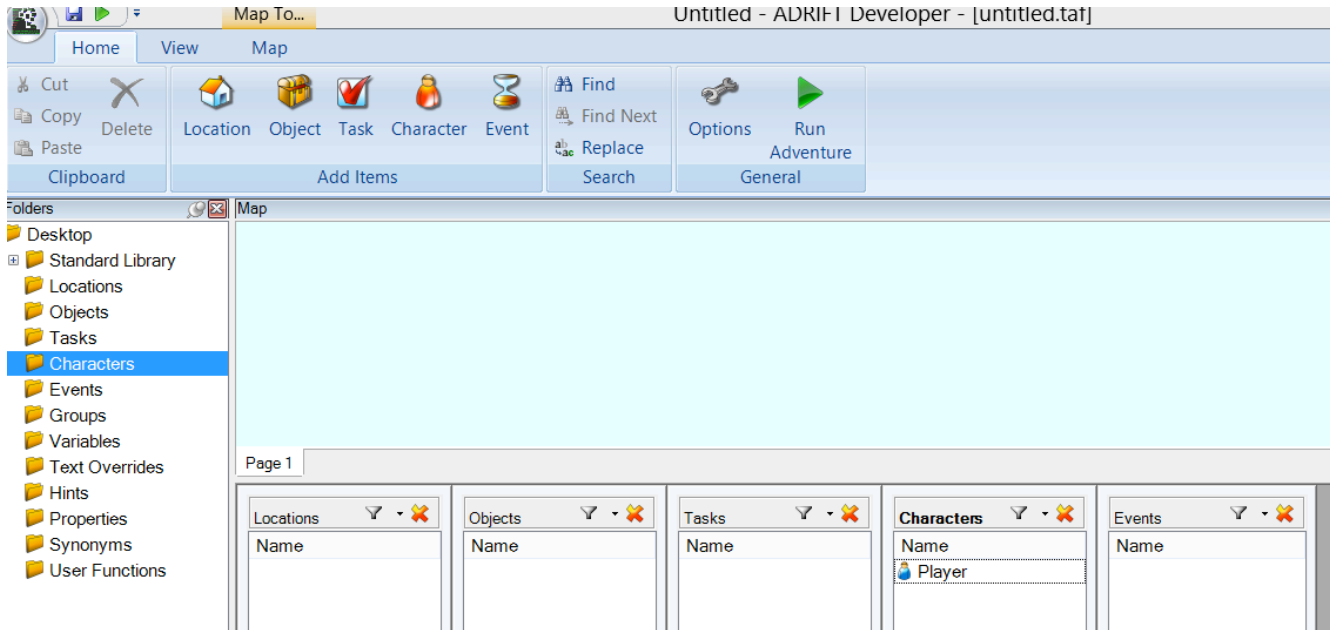 Map To...
Untitled - ADRIFT Developer - [untitled.taf]
Home View Map
Cut
Copy
Paste
Delete
Clipboard
Location Object Task Character Event
Add Items
Find
Find Next
Replace
Search
Options
Run
Adventure
General
Folders
Desktop
Standard Library
Locations
Objects
Tasks
Characters
Events
Groups
Variables
Text Overrides
Hints
Properties
Synonyms
User Functions
Map
Page 1
Locations
Name
Objects
Name
Tasks
Name
Characters
Name
Player
Events
Name